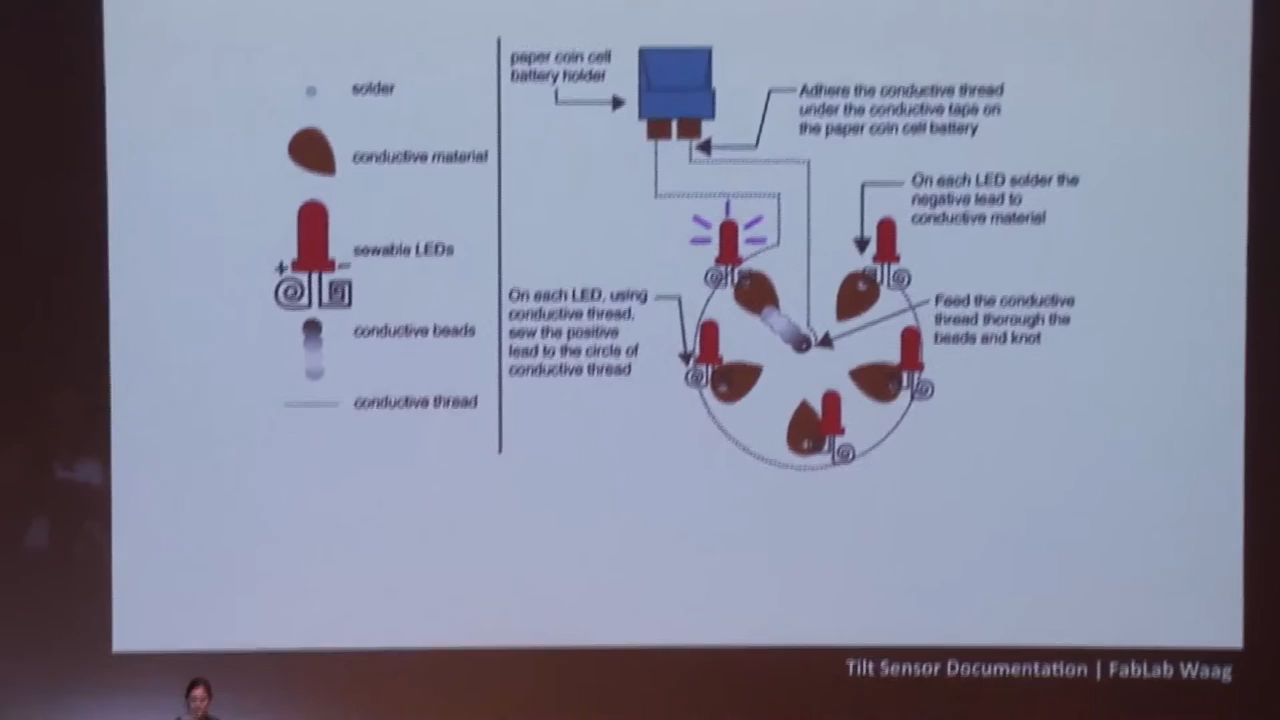 solder
conductive material
+
–
sewable LEDs
conductive beads
conductive thread
paper coin cell
battery holder
Adhere the conductive thread
under the conductive tape on
the paper coin cell battery
On each LED solder the
negative lead to
conductive material
On each LED, using
conductive thread,
sew the positive
lead to the circle of
conductive thread
Feed the conductive
thread thorough the
beads and knot
Tilt Sensor Documentation | FabLab Waag